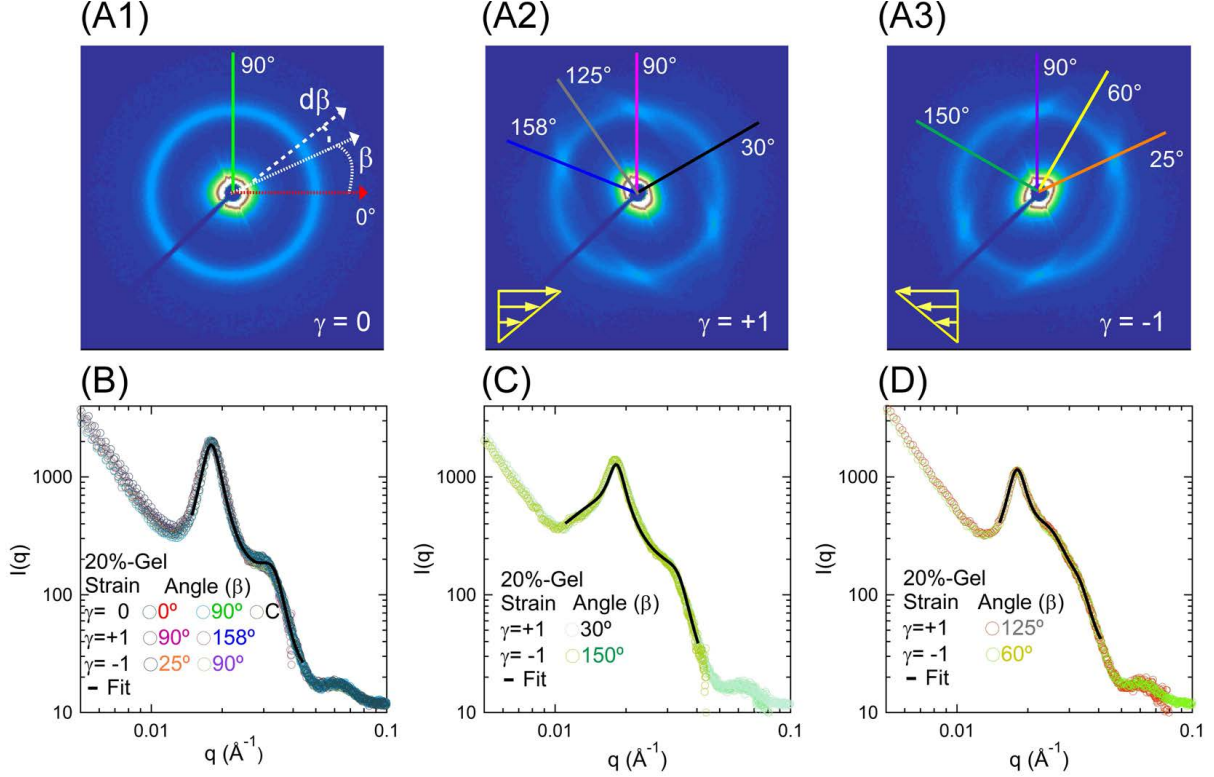 (A1)
(A2)
(A3)
90°
dβ
β
0°
γ = 0
125°
90°
158°
30°
γ = +1
90°
60°
150°
25°
γ = -1
(B)
(C)
(D)
1000
100
10
I(q)
20%-Gel
Strain Angle (β)
γ= 0 0º 90º C
γ=+1 90º 158º
γ= -1 25º 90º
Fit
0.01 0.1
q (Å⁻¹)
1000
100
10
I(q)
20%-Gel
Strain Angle (β)
γ=+1 30º
γ= -1 150º
Fit
0.01 0.1
q (Å⁻¹)
1000
100
10
I(q)
20%-Gel
Strain Angle (β)
γ=+1 125º
γ= -1 60º
Fit
0.01 0.1
q (Å⁻¹)